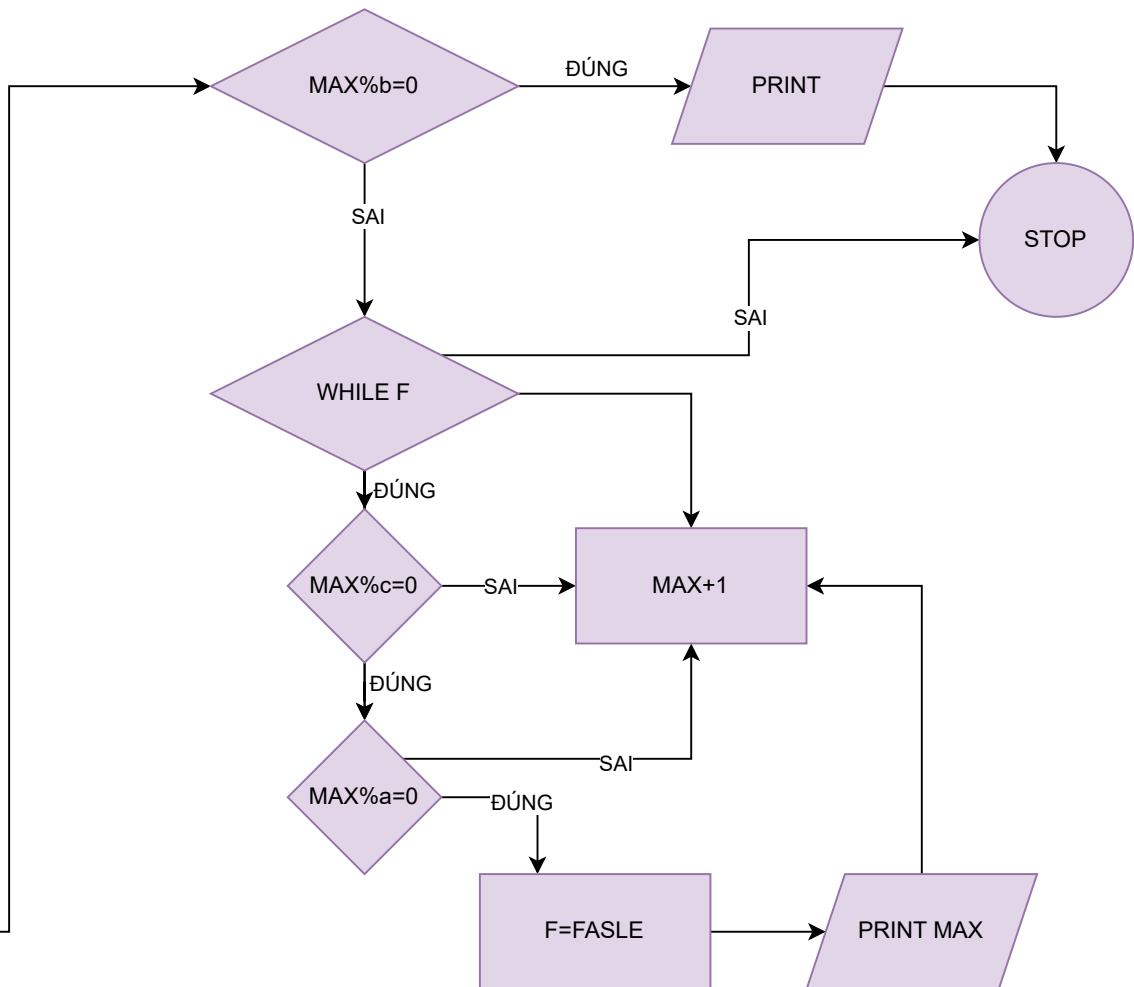 MAX%b=0
ĐÚNG
PRINT
SAI
STOP
SAI
WHILE F
ĐÚNG
MAX%c=0
SAI
MAX+1
ĐÚNG
MAX%a=0
SAI
ĐÚNG
F=FASLE
PRINT MAX